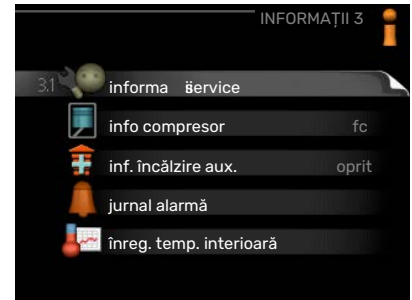 INFORMAȚII 3
3.1 informa service
info compresor fc
inf. încălzire aux. oprit
jurnal alarmă
înreg. temp. interioară